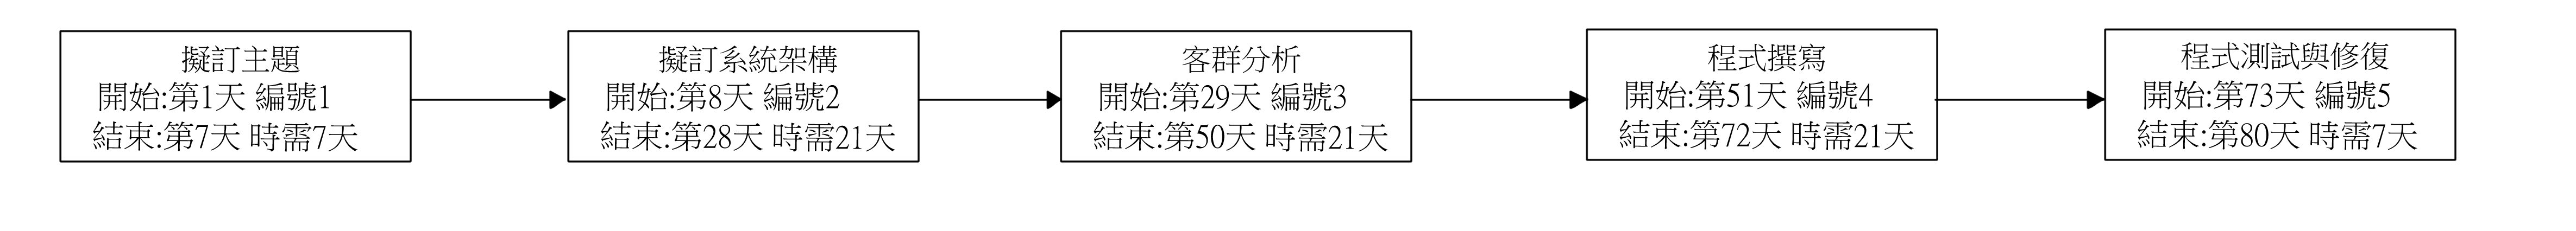 擬訂主題
開始:第1天 編號1
結束:第7天 時需7天
擬訂系統架構
開始:第8天 編號2
結束:第28天 時需21天
客群分析
開始:第29天 編號3
結束:第50天 時需21天
程式撰寫
開始:第51天 編號4
結束:第72天 時需21天
程式測試與修復
開始:第73天 編號5
結束:第80天 時需7天